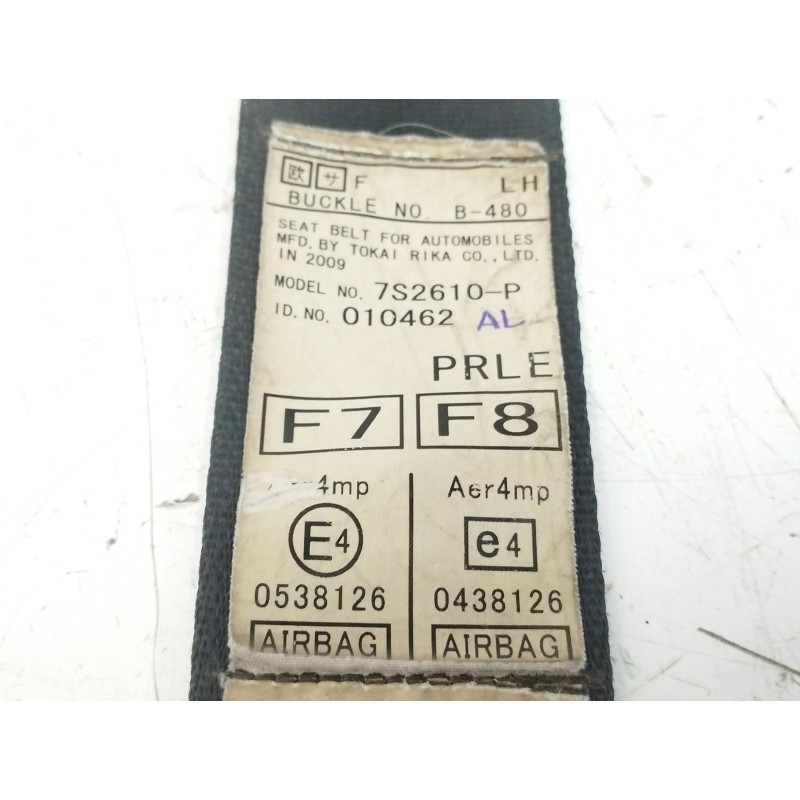 欧 サ F LH
BUCKLE NO. B-480
SEAT BELT FOR AUTOMOBILES
MFD. BY TOKAI RIKA CO., LTD.
IN 2009
MODEL NO. 7S2610-P
ID. NO. 010462 AL
PRLE
F7 F8
r4mp Aer4mp
E4 e4
0538126 0438126
AIRBAG AIRBAG